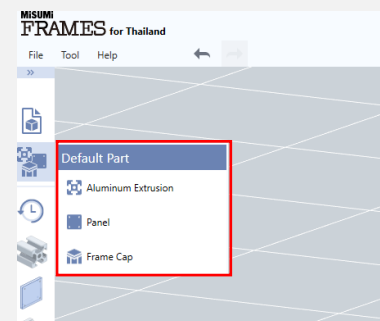 MiSUMi
FRAMES for Thailand
File Tool Help
»
Default Part
Aluminum Extrusion
Panel
Frame Cap